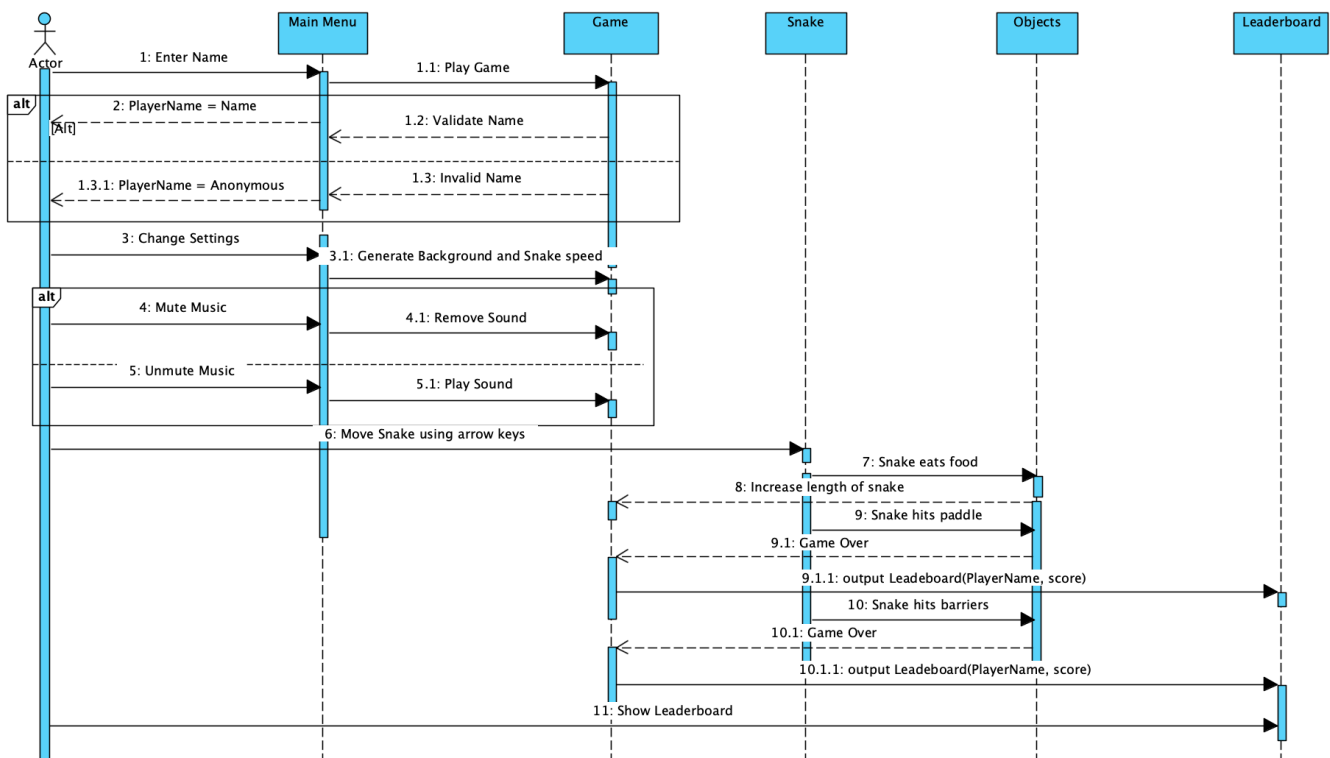 Main Menu
Game
Snake
Objects
Leaderboard
Actor
1: Enter Name
1.1: Play Game
alt
2: PlayerName = Name
[Alt]
1.2: Validate Name
1.3: Invalid Name
1.3.1: PlayerName = Anonymous
3: Change Settings
3.1: Generate Background and Snake speed
alt
4: Mute Music
4.1: Remove Sound
5: Unmute Music
5.1: Play Sound
6: Move Snake using arrow keys
7: Snake eats food
8: Increase length of snake
9: Snake hits paddle
9.1: Game Over
9.1.1: output Leadeboard(PlayerName, score)
10: Snake hits barriers
10.1: Game Over
10.1.1: output Leadeboard(PlayerName, score)
11: Show Leaderboard